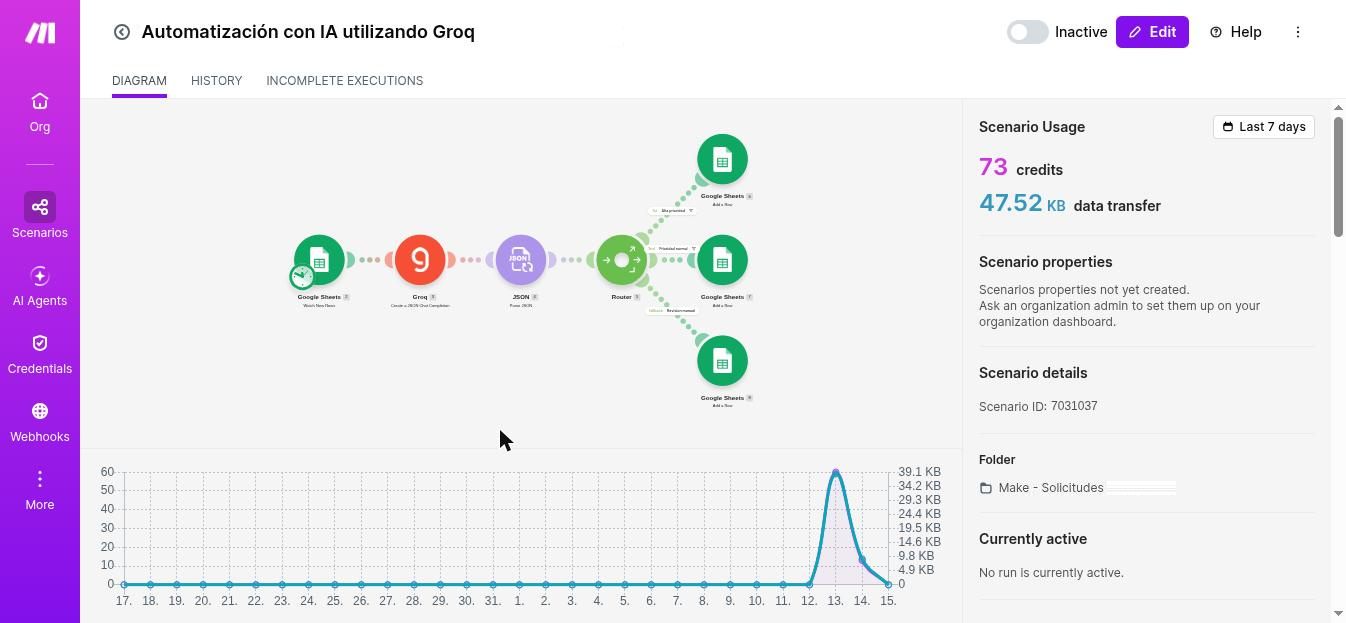 Automatización con IA utilizando Groq
Inactive
Edit
Help
DIAGRAM
HISTORY
INCOMPLETE EXECUTIONS
Org
Scenarios
AI Agents
Credentials
Webhooks
More
Google Sheets
Add a Row
Alta prioridad
Google Sheets
Watch New Rows
Groq
Create a JSON Chat Completion
JSON
JSON
Parse JSON
Router
Prioridad normal
Google Sheets
Add a Row
Revision manual
Google Sheets
Add a Row
60
50
40
30
20
10
0
39.1 KB
34.2 KB
29.3 KB
24.4 KB
19.5 KB
14.6 KB
9.8 KB
4.9 KB
0
17. 18. 19. 20. 21. 22. 23. 24. 25. 26. 27. 28. 29. 30. 31. 1. 2. 3. 4. 5. 6. 7. 8. 9. 10. 11. 12. 13. 14. 15.
Scenario Usage
Last 7 days
73 credits
47.52 KB data transfer
Scenario properties
Scenarios properties not yet created.
Ask an organization admin to set them up on your
organization dashboard.
Scenario details
Scenario ID: 7031037
Folder
Make - Solicitudes
Currently active
No run is currently active.